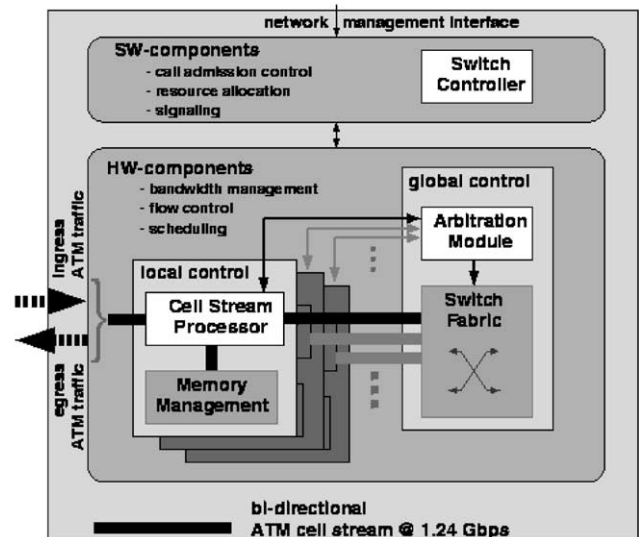 network management interface
SW-components
- call admission control
- resource allocation
- signaling
Switch
Controller
HW-components
- bandwidth management
- flow control
- scheduling
global control
Arbitration
Module
Switch
Fabric
local control
Cell Stream
Processor
Memory
Management
ingress
ATM traffic
egress
ATM traffic
bi-directional
ATM cell stream @ 1.24 Gbps